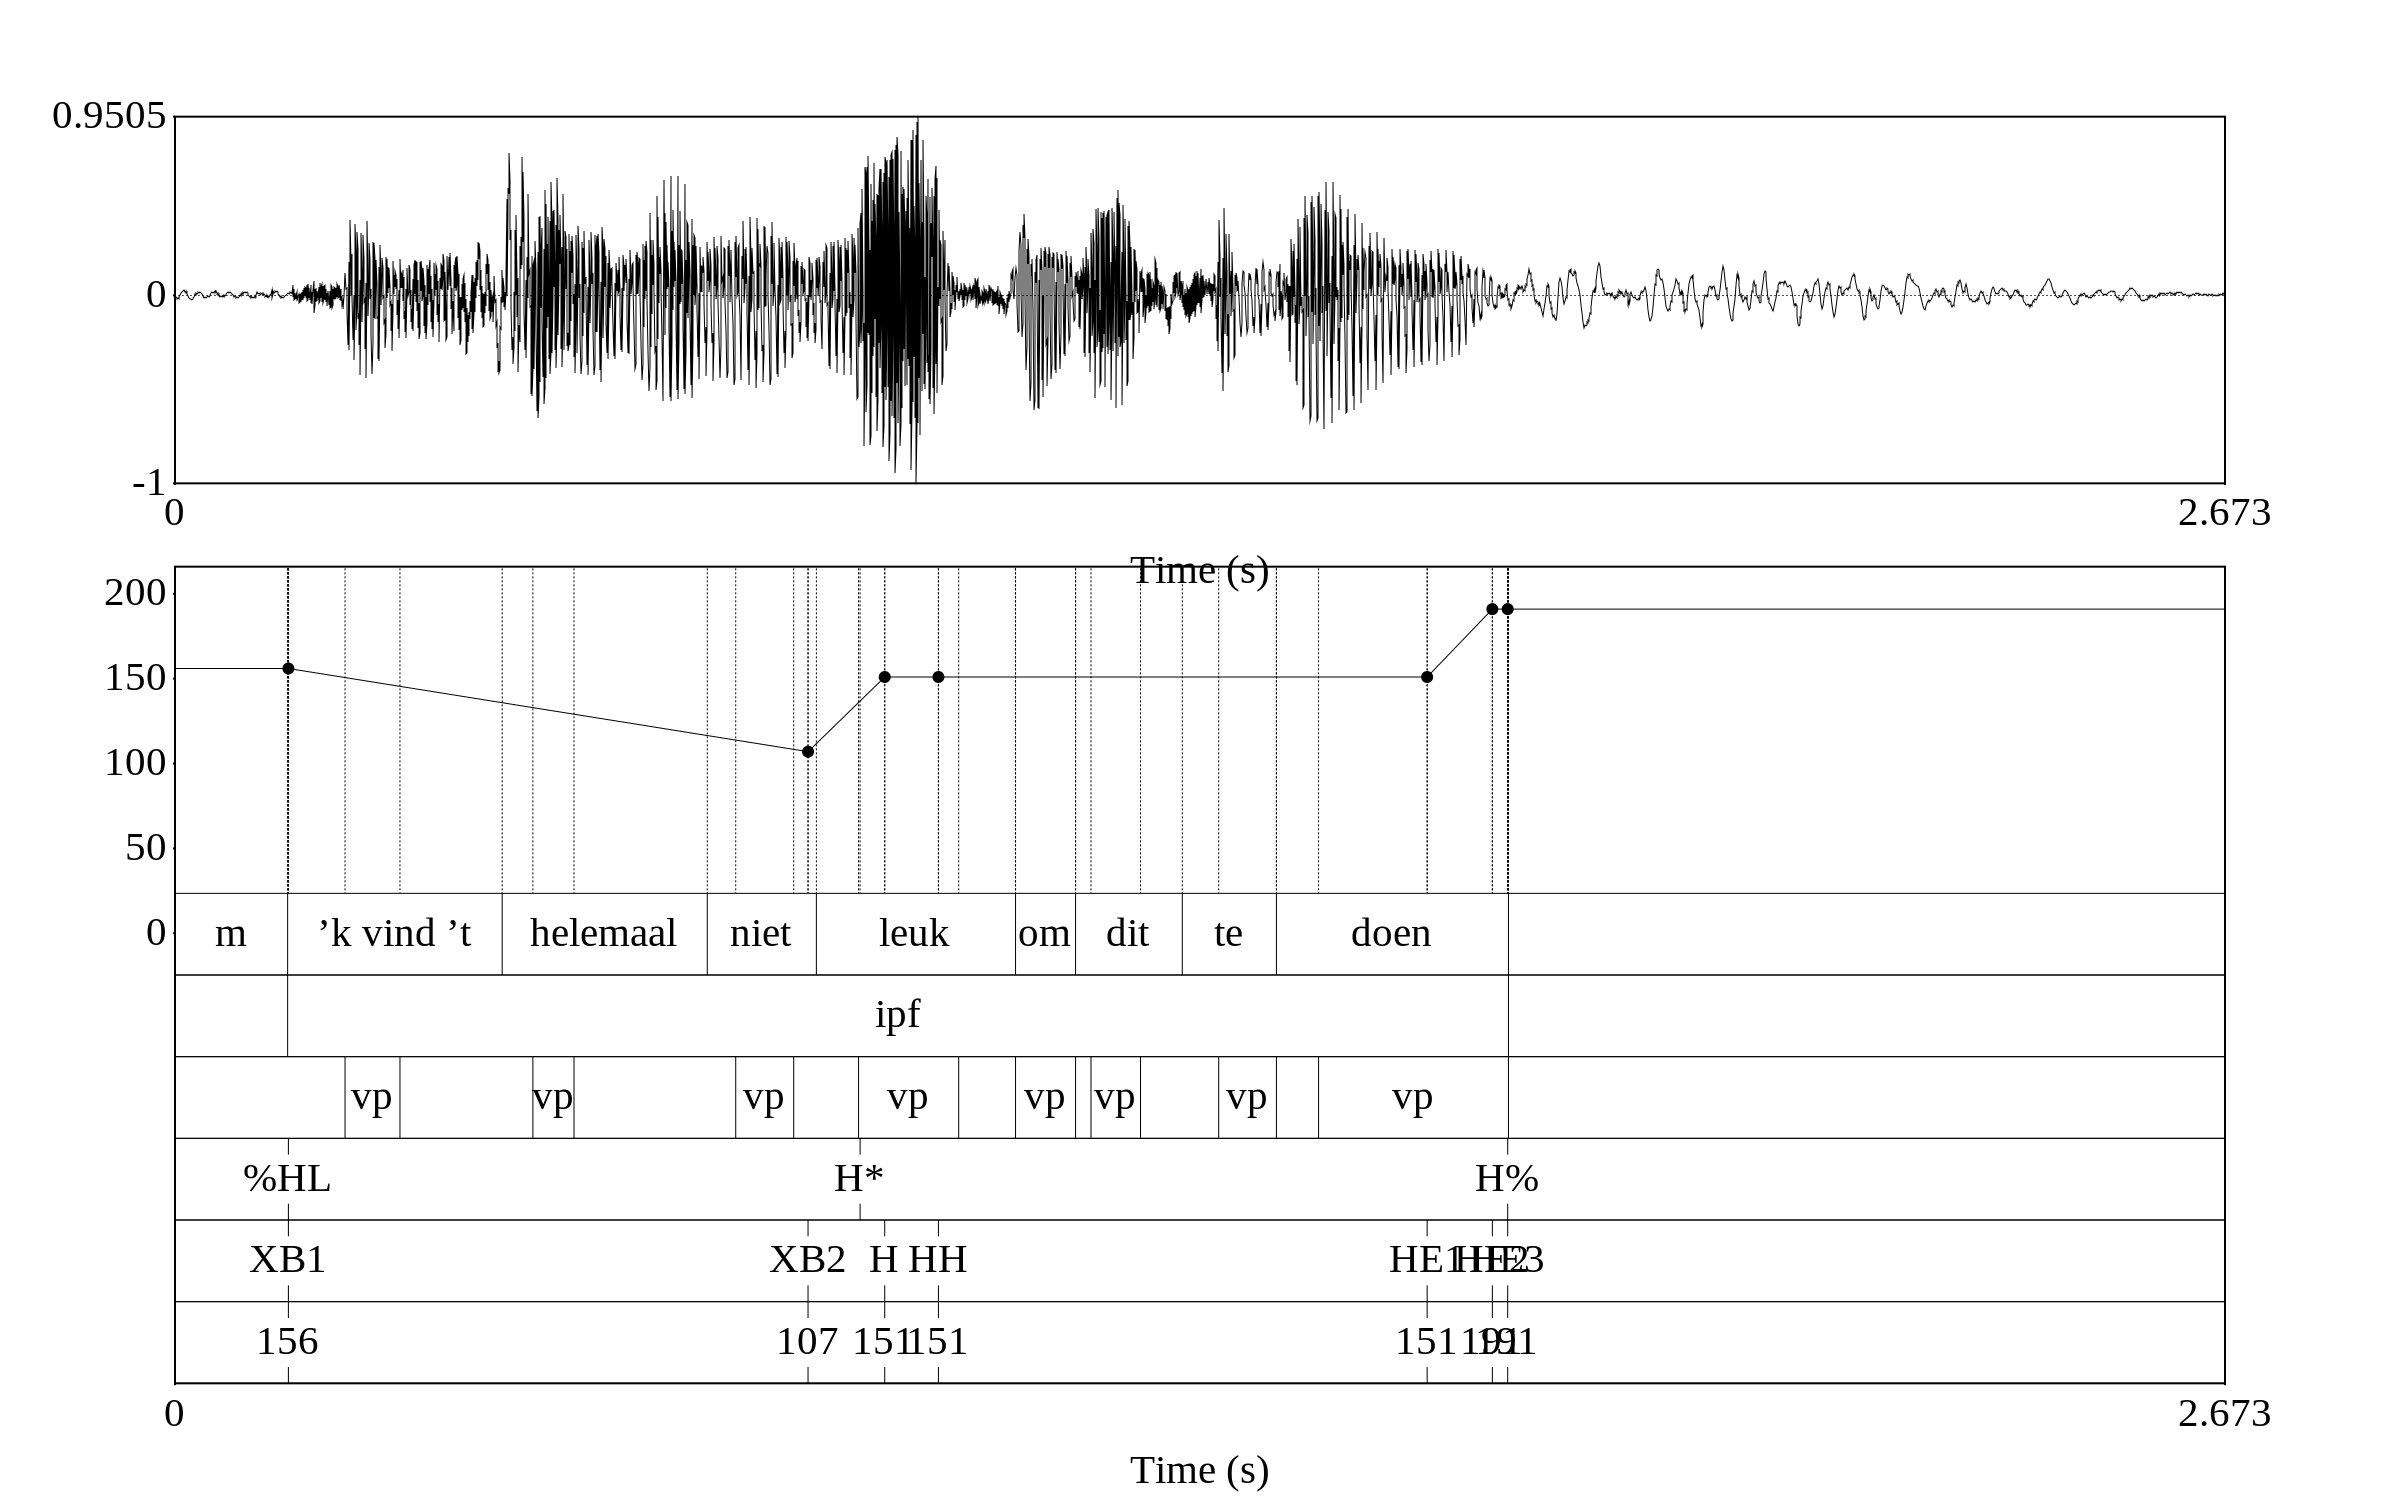 0.9505
0
-1
0 2.673
Time (s)
200
150
100
50
0
m ’k vind ’t helemaal niet leuk om dit te doen
ipf
vp vp vp vp vp vp vp vp
%HL H* H%
XB1 XB2 H HH HE1 HE2 HE3
156 107 151 151 151 191 191
0 2.673
Time (s)